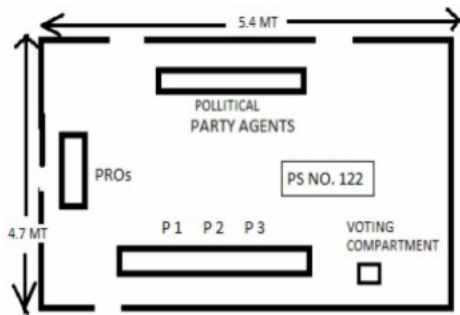 5.4 MT
POLLITICAL
PARTY AGENTS
PROs
PS NO. 122
4.7 MT
P 1 P 2 P 3
VOTING
COMPARTMENT